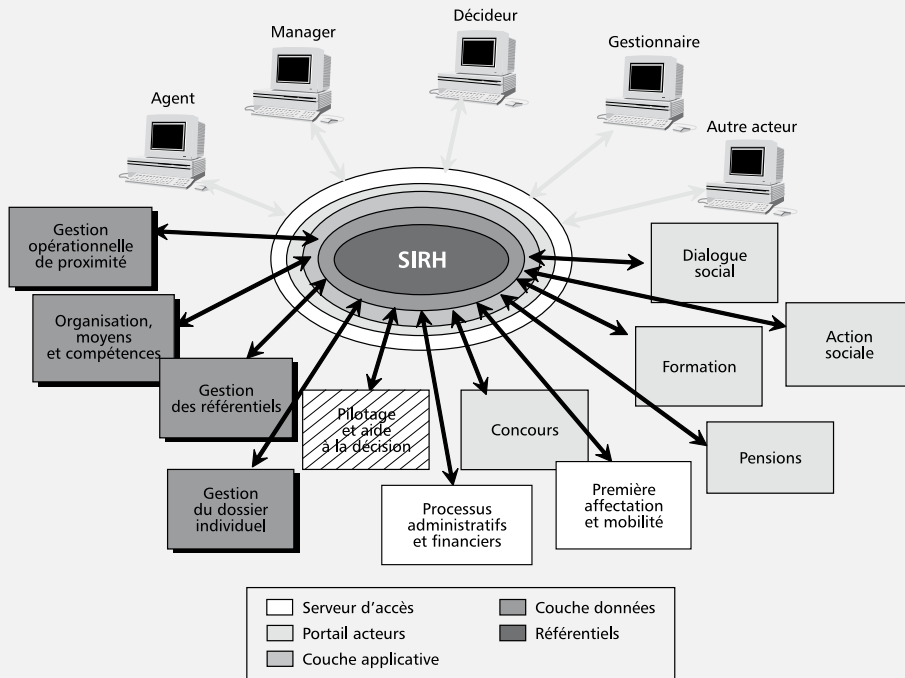 Décideur
Manager
Gestionnaire
Agent
Autre acteur
Gestion
opérationnelle
de proximité
SIRH
Dialogue
social
Organisation,
moyens
et compétences
Action
sociale
Formation
Gestion
des référentiels
Pilotage
et aide
à la décision
Concours
Pensions
Gestion
du dossier
individuel
Processus
administratifs
et financiers
Première
affectation
et mobilité
Serveur d'accès
Portail acteurs
Couche applicative
Couche données
Référentiels